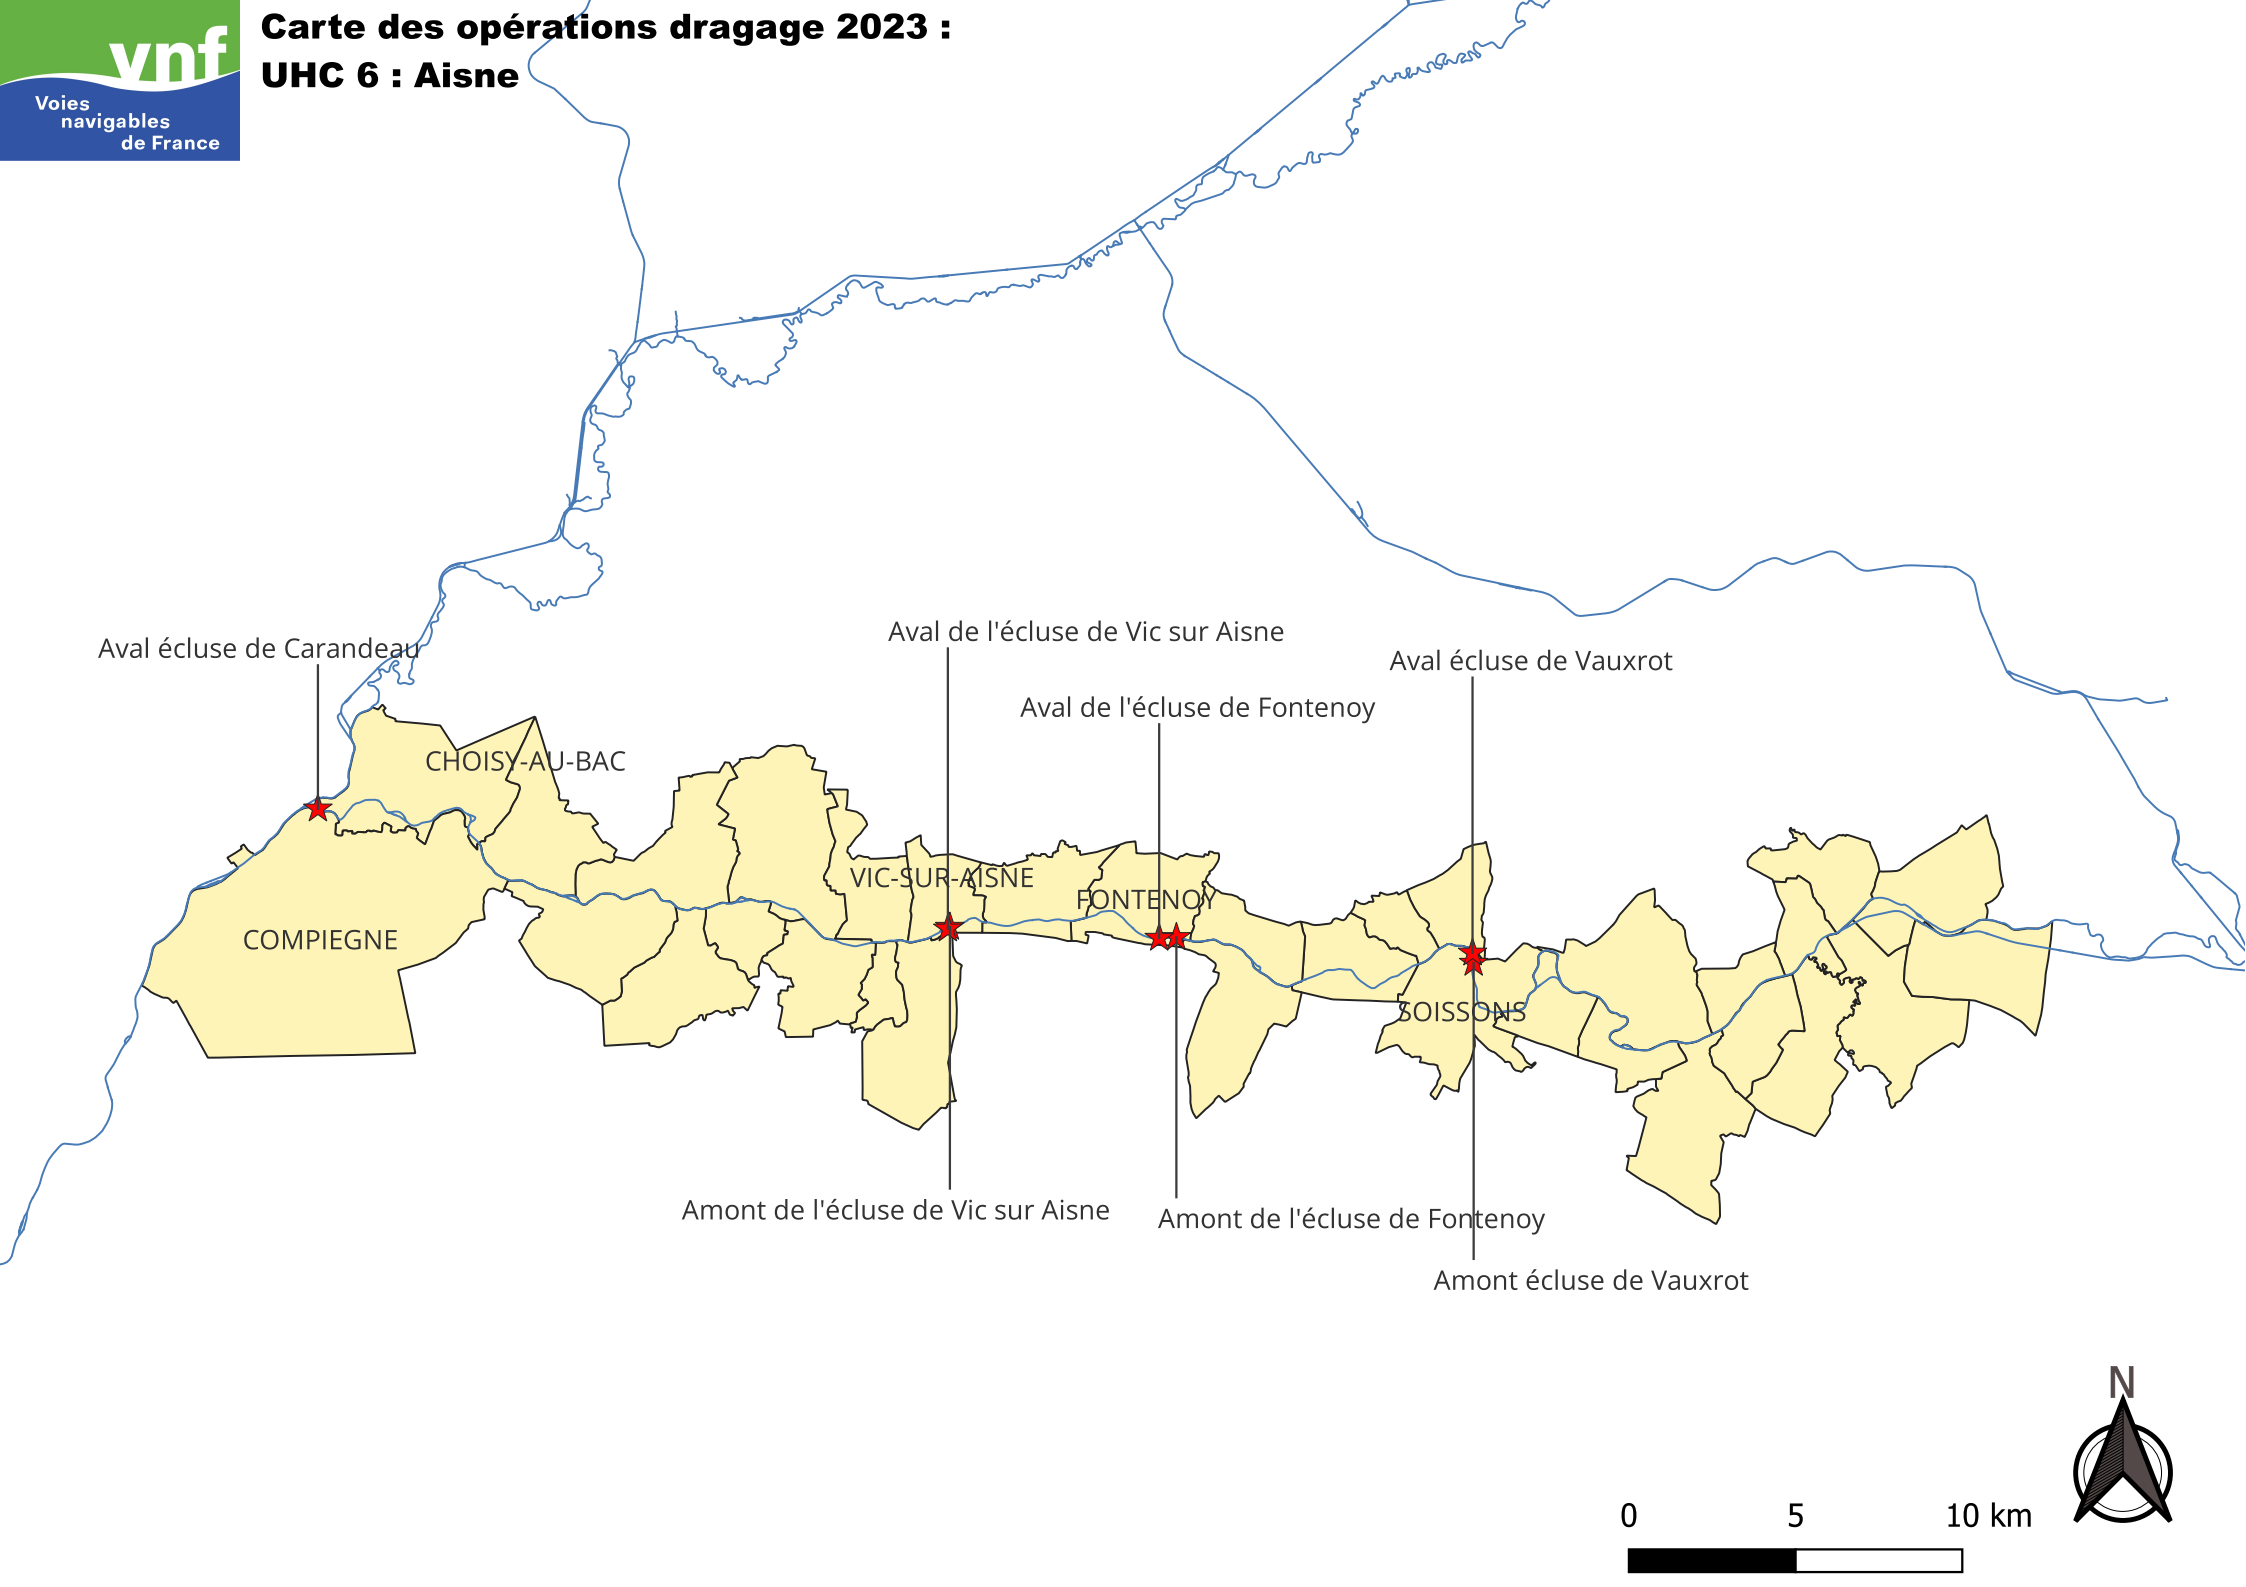 vnf
Voies
navigables
de France
Carte des opérations dragage 2023 :
UHC 6 : Aisne
Aval de l'écluse de Vic sur Aisne
Aval écluse de Carandeau
Aval écluse de Vauxrot
Aval de l'écluse de Fontenoy
CHOISY-AU-BAC
VIC-SUR-AISNE
FONTENOY
COMPIEGNE
SOISSONS
Amont de l'écluse de Vic sur Aisne
Amont de l'écluse de Fontenoy
Amont écluse de Vauxrot
N
0 5 10 km